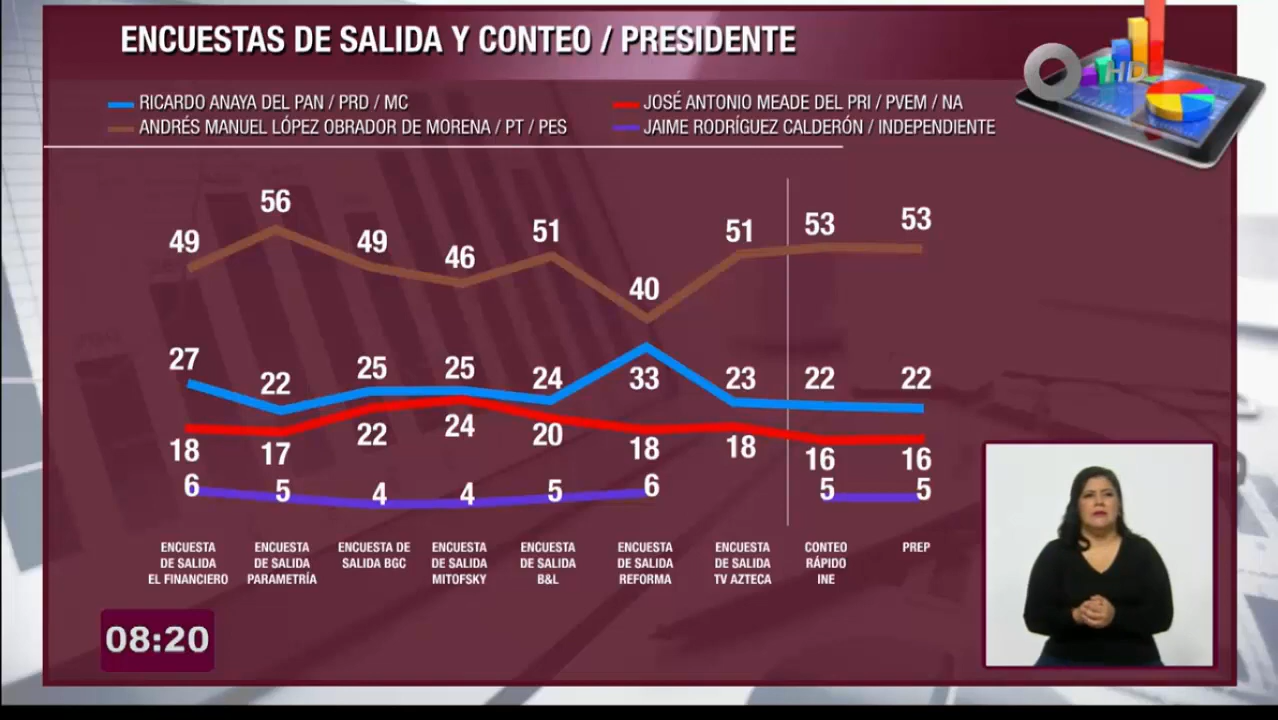 ENCUESTAS DE SALIDA Y CONTEO / PRESIDENTE
HD
RICARDO ANAYA DEL PAN / PRD / MC
JOSÉ ANTONIO MEADE DEL PRI / PVEM / NA
ANDRÉS MANUEL LÓPEZ OBRADOR DE MORENA / PT / PES
JAIME RODRÍGUEZ CALDERÓN / INDEPENDIENTE
49 56 49 46 51 40 51 53 53
27 22 25 25 24 33 23 22 22
18 17 22 24 20 18 18 16 16
6 5 4 4 5 6 5 5
ENCUESTA
DE SALIDA
EL FINANCIERO
ENCUESTA
DE SALIDA
PARAMETRÍA
ENCUESTA DE
SALIDA BGC
ENCUESTA
DE SALIDA
MITOFSKY
ENCUESTA
DE SALIDA
B&L
ENCUESTA
DE SALIDA
REFORMA
ENCUESTA
DE SALIDA
TV AZTECA
CONTEO
RÁPIDO
INE
PREP
08:20